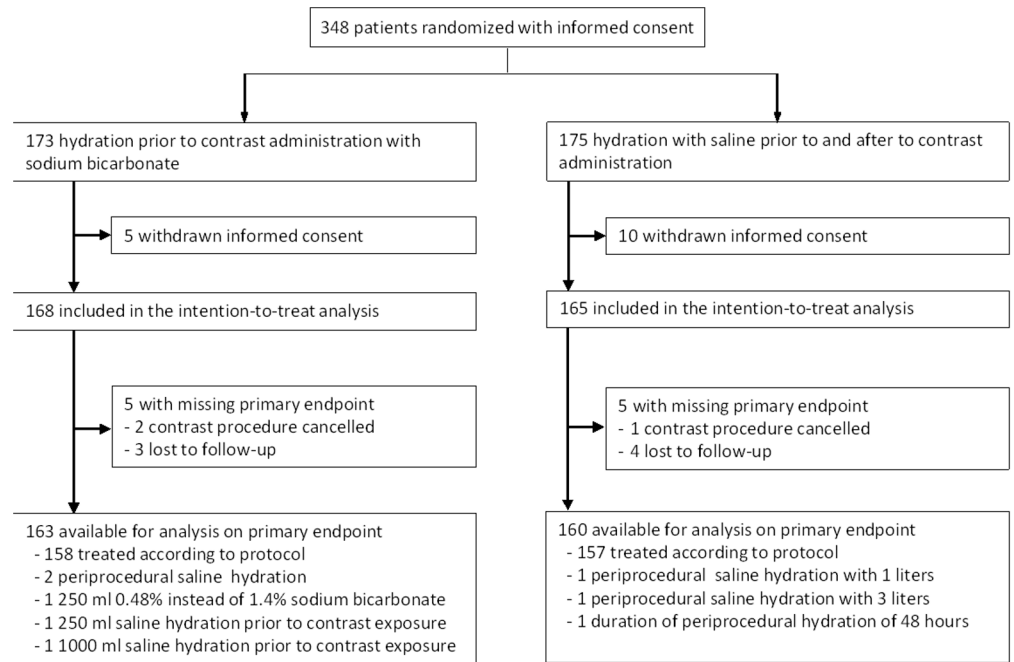 348 patients randomized with informed consent
173 hydration prior to contrast administration with
sodium bicarbonate
175 hydration with saline prior to and after to contrast
administration
5 withdrawn informed consent
10 withdrawn informed consent
168 included in the intention-to-treat analysis
165 included in the intention-to-treat analysis
5 with missing primary endpoint
- 2 contrast procedure cancelled
- 3 lost to follow-up
5 with missing primary endpoint
- 1 contrast procedure cancelled
- 4 lost to follow-up
163 available for analysis on primary endpoint
- 158 treated according to protocol
- 2 periprocedural saline hydration
- 1 250 ml 0.48% instead of 1.4% sodium bicarbonate
- 1 250 ml saline hydration prior to contrast exposure
- 1 1000 ml saline hydration prior to contrast exposure
160 available for analysis on primary endpoint
- 157 treated according to protocol
- 1 periprocedural saline hydration with 1 liters
- 1 periprocedural saline hydration with 3 liters
- 1 duration of periprocedural hydration of 48 hours